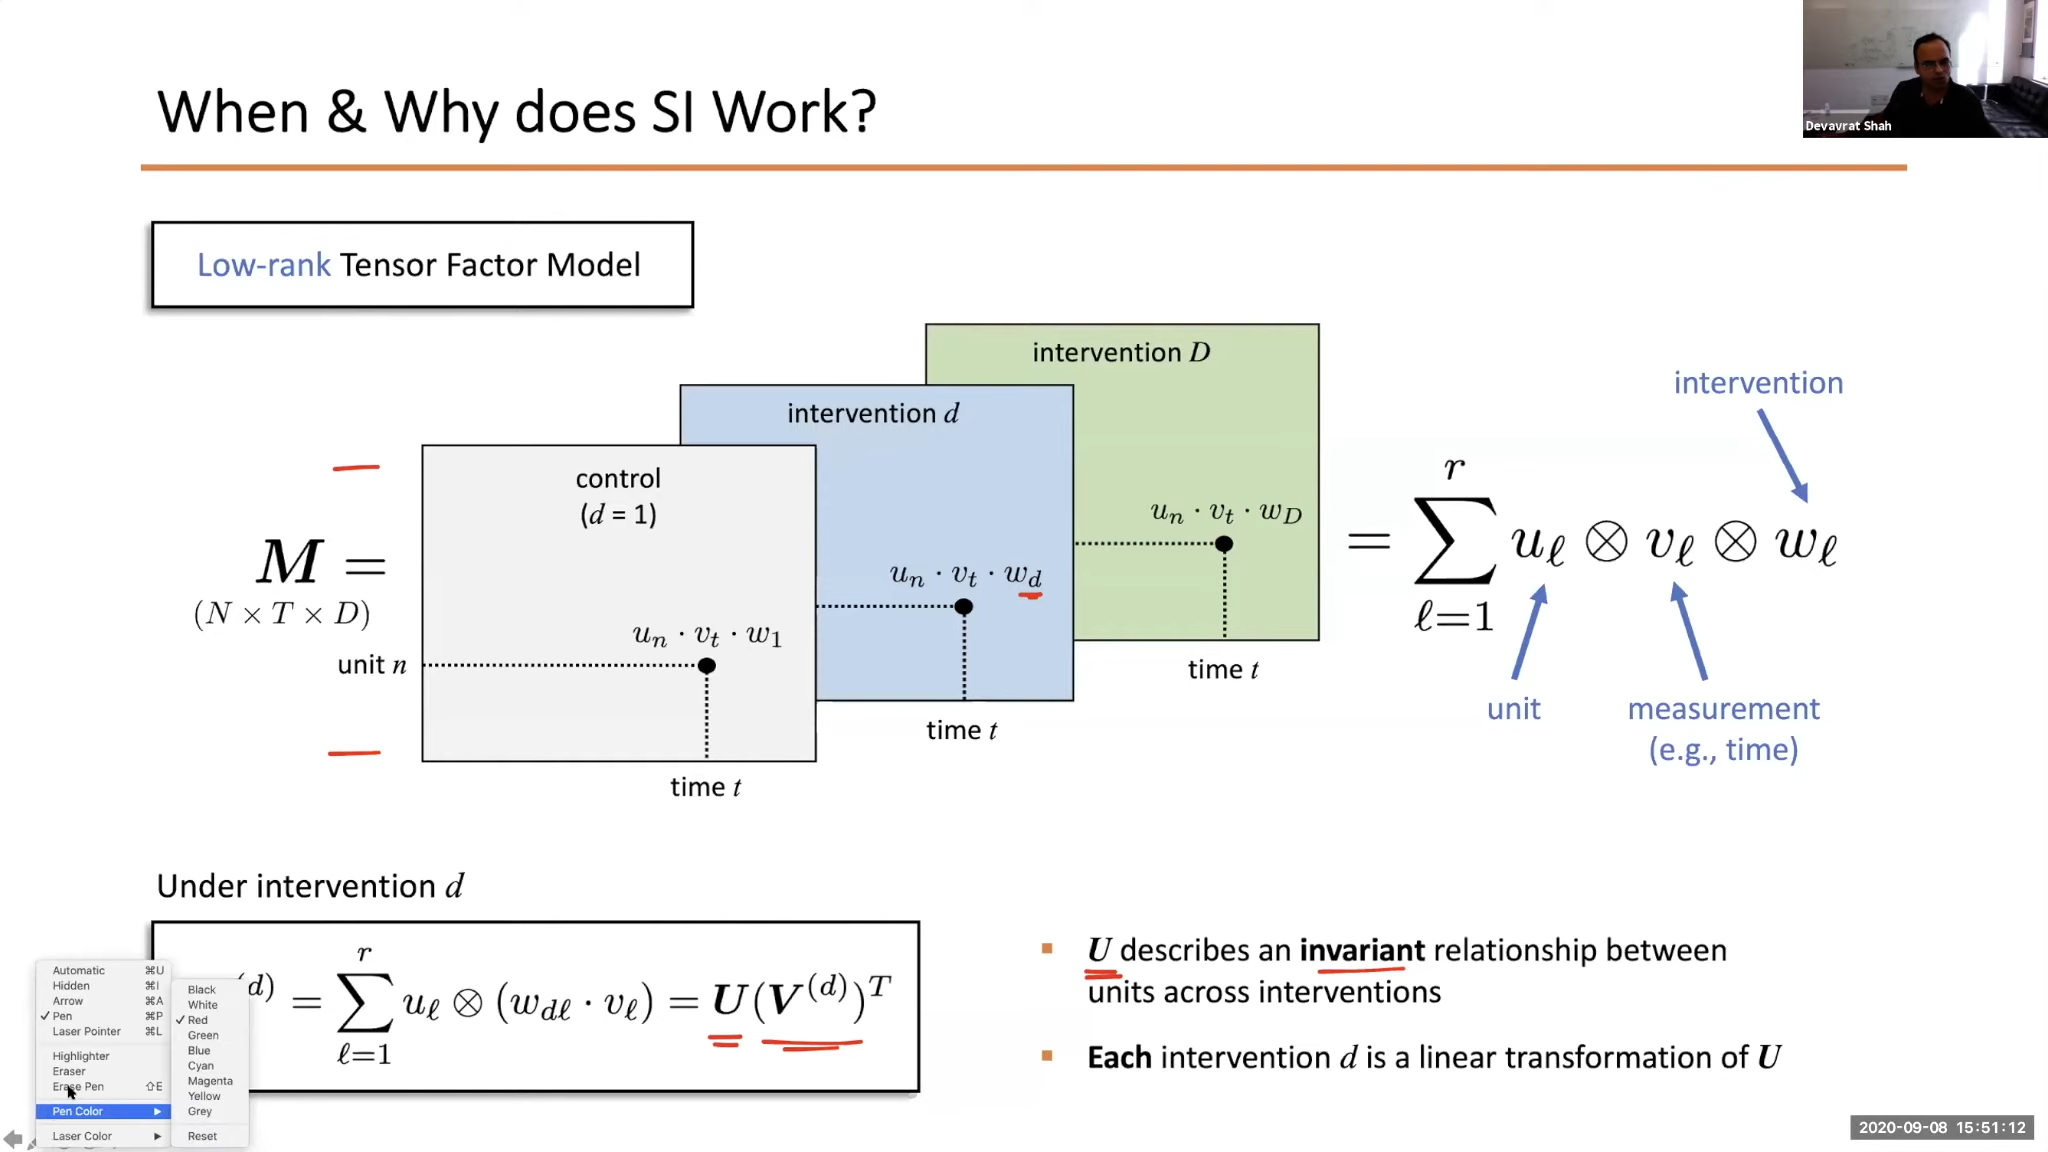 When & Why does SI Work?
Devavrat Shah
Low-rank Tensor Factor Model
intervention D
intervention d
control
(d = 1)
intervention
u_n · v_t · w_D
u_n · v_t · w_d
u_n · v_t · w_1
M =
(N × T × D)
unit n
time t
time t
time t
= \sum_{ℓ=1}^{r} u_ℓ ⊗ v_ℓ ⊗ w_ℓ
unit
measurement
(e.g., time)
Under intervention d
(d) = \sum_{ℓ=1}^{r} u_ℓ ⊗ (w_{dℓ} · v_ℓ) = U(V^{(d)})^T
▪ U describes an invariant relationship between
units across interventions
▪ Each intervention d is a linear transformation of U
Automatic ⌘U
Hidden ⌘I
Arrow ⌘A
✓ Pen ⌘P
Laser Pointer ⌘L
Highlighter
Eraser
Erase Pen ⇧E
Pen Color ▶
Laser Color ▶
Black
White
✓ Red
Green
Blue
Cyan
Magenta
Yellow
Grey
Reset
2020-09-08 15:51:12